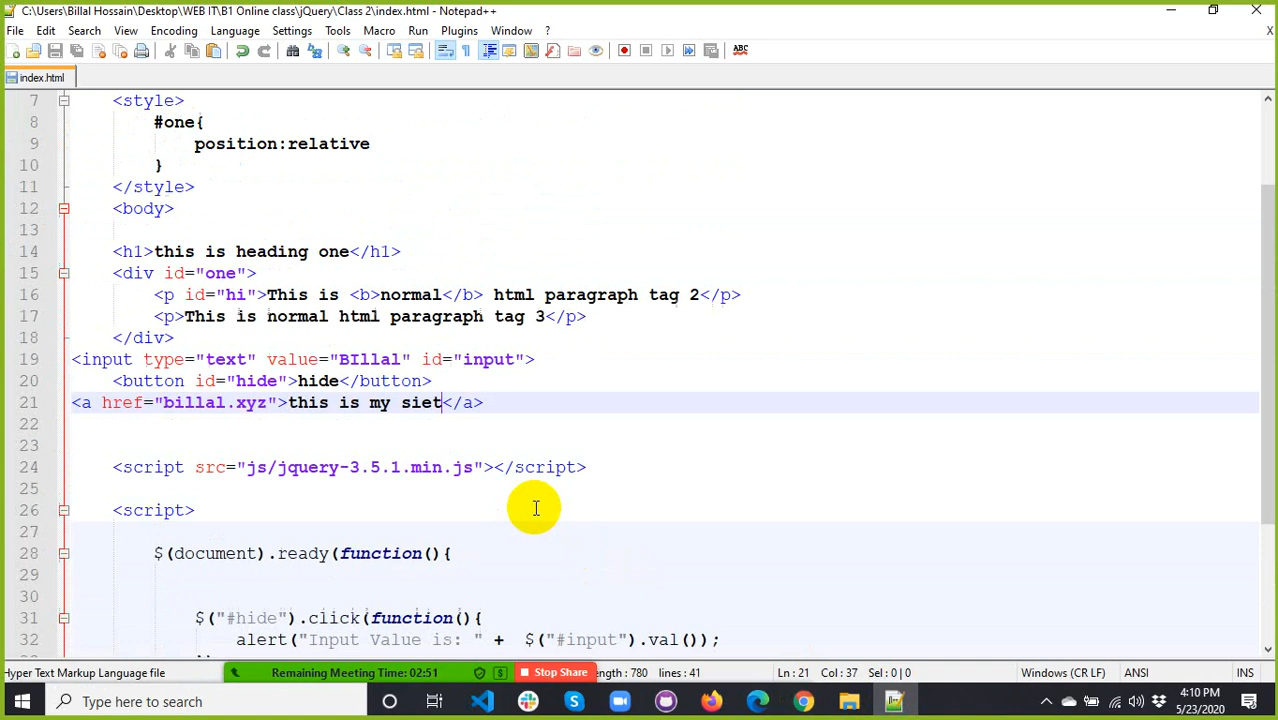 C:\Users\Billal Hossain\Desktop\WEB IT\B1 Online class\jQuery\Class 2\index.html - Notepad++
File Edit Search View Encoding Language Settings Tools Macro Run Plugins Window ? X
ABC
index.html
7 <style>
8 #one{
9 position:relative
10 }
11 </style>
12 <body>
13
14 <h1>this is heading one</h1>
15 <div id="one">
16 <p id="hi">This is <b>normal</b> html paragraph tag 2</p>
17 <p>This is normal html paragraph tag 3</p>
18 </div>
19 <input type="text" value="BIllal" id="input">
20 <button id="hide">hide</button>
21 <a href="billal.xyz">this is my siet</a>
22
23
24 <script src="js/jquery-3.5.1.min.js"></script>
25
26 <script>
27
28 $(document).ready(function(){
29
30
31 $("#hide").click(function(){
32 alert("Input Value is: " + $("#input").val());
Hyper Text Markup Language file Remaining Meeting Time: 02:51 Stop Share length : 780 lines : 41 Ln : 21 Col : 37 Sel : 0 | 0 Windows (CR LF) ANSI INS
Type here to search 4:10 PM
5/23/2020